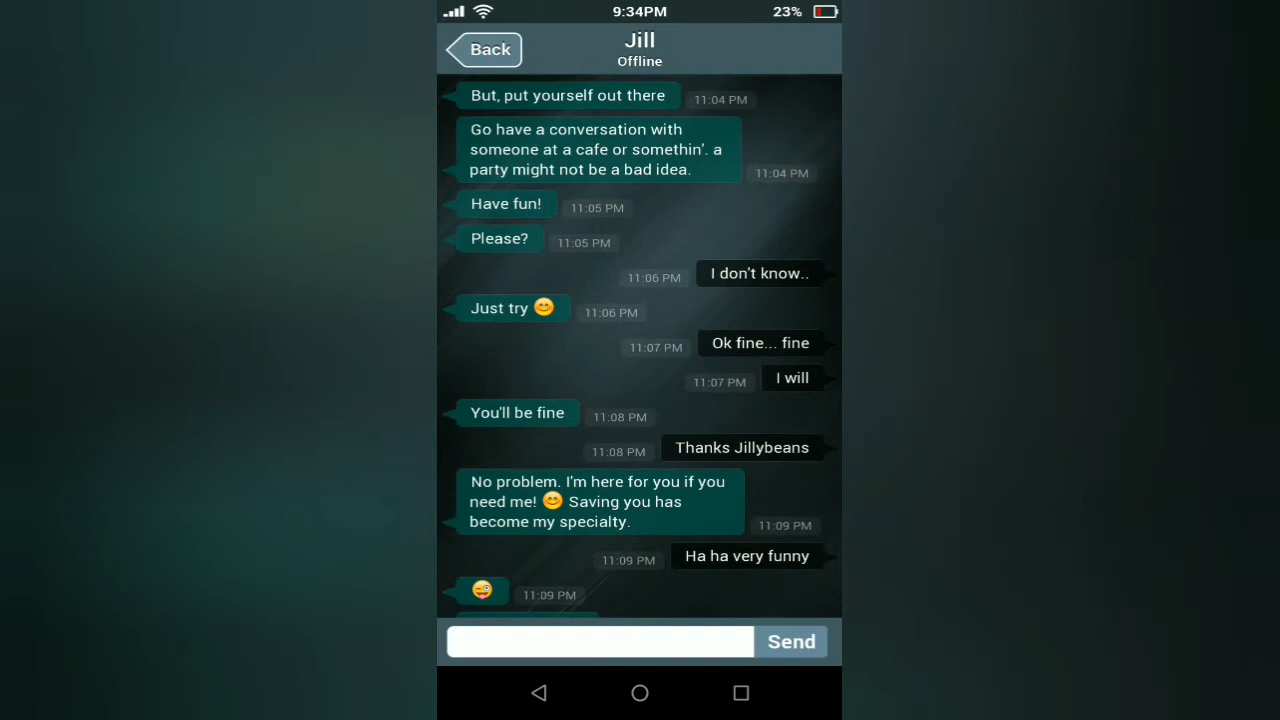 9:34PM
23%
Back
Jill
Offline
But, put yourself out there
11:04 PM
Go have a conversation with
someone at a cafe or somethin'. a
party might not be a bad idea.
11:04 PM
Have fun!
11:05 PM
Please?
11:05 PM
I don't know..
11:06 PM
Just try 😊
11:06 PM
Ok fine... fine
11:07 PM
I will
11:07 PM
You'll be fine
11:08 PM
Thanks Jillybeans
11:08 PM
No problem. I'm here for you if you
need me! 😊 Saving you has
become my specialty.
11:09 PM
Ha ha very funny
11:09 PM
😜
11:09 PM
Send